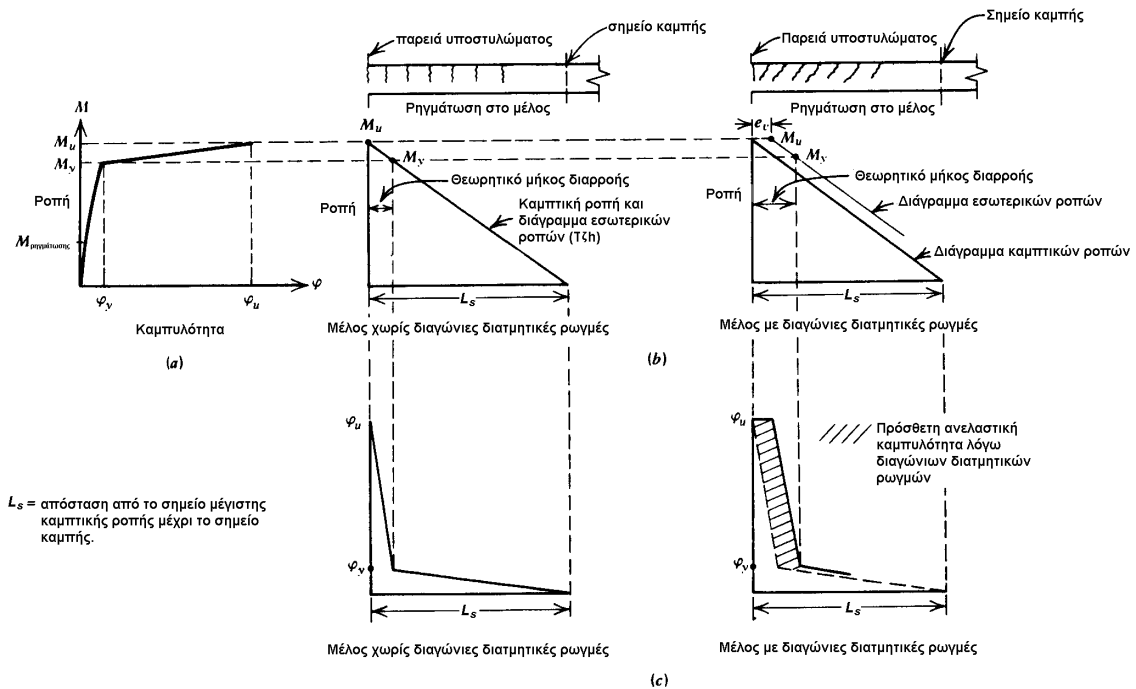 παρειά υποστυλώματος
σημείο καμπής
Ρηγμάτωση στο μέλος
Παρειά υποστυλώματος
Σημείο καμπής
Ρηγμάτωση στο μέλος
M
Mu
My
Ροπή
Mρηγμάτωσης
φy
φu
φ
Καμπυλότητα
(a)
Mu
My
Θεωρητικό μήκος διαρροής
Ροπή
Καμπτική ροπή και
διάγραμμα εσωτερικών
ροπών (Tζh)
Ls
Μέλος χωρίς διαγώνιες διατμητικές ρωγμές
ev
Mu
My
Θεωρητικό μήκος διαρροής
Ροπή
Διάγραμμα εσωτερικών ροπών
Διάγραμμα καμπτικών ροπών
Ls
Μέλος με διαγώνιες διατμητικές ρωγμές
(b)
Ls = απόσταση από το σημείο μέγιστης
καμπτικής ροπής μέχρι το σημείο
καμπής.
φu
φy
Ls
Μέλος χωρίς διαγώνιες διατμητικές ρωγμές
φu
Πρόσθετη ανελαστική
καμπυλότητα λόγω
διαγώνιων διατμητικών
ρωγμών
φy
Ls
Μέλος με διαγώνιες διατμητικές ρωγμές
(c)